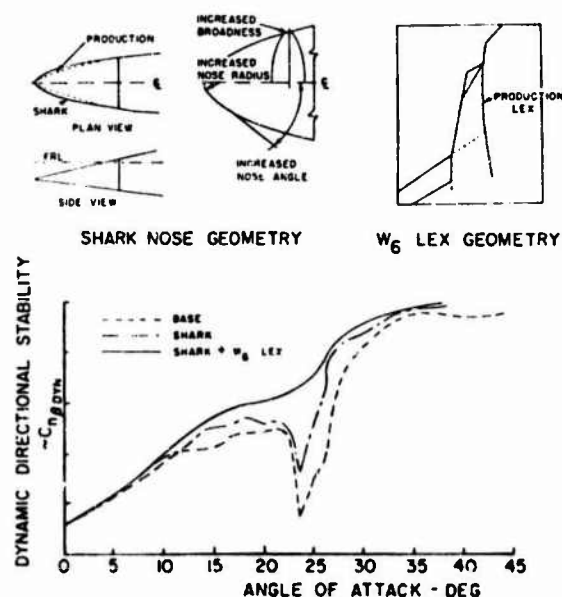 PRODUCTION
SHARK
PLAN VIEW
FRL
SIDE VIEW
INCREASED
BROADNESS
INCREASED
NOSE RADIUS
INCREASED
NOSE ANGLE
PRODUCTION
LEX
SHARK NOSE GEOMETRY
W6 LEX GEOMETRY
DYNAMIC DIRECTIONAL STABILITY
~CnβDYN
BASE
SHARK
SHARK + W6 LEX
0 5 10 15 20 25 30 35 40 45
ANGLE OF ATTACK - DEG